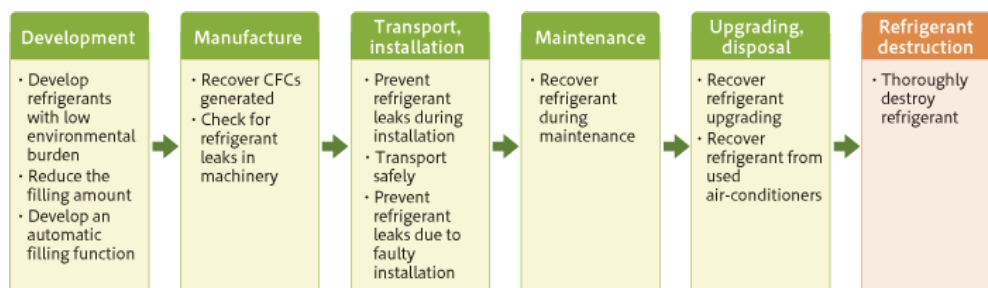 Development
・Develop
refrigerants
with low
environmental
burden
・Reduce the
filling amount
・Develop an
automatic
filling function
Manufacture
・Recover CFCs
generated
・Check for
refrigerant
leaks in
machinery
Transport,
installation
・Prevent
refrigerant
leaks during
installation
・Transport
safely
・Prevent
refrigerant
leaks due to
faulty
installation
Maintenance
・Recover
refrigerant
during
maintenance
Upgrading,
disposal
・Recover
refrigerant
upgrading
・Recover
refrigerant from
used
air-conditioners
Refrigerant
destruction
・Thoroughly
destroy
refrigerant